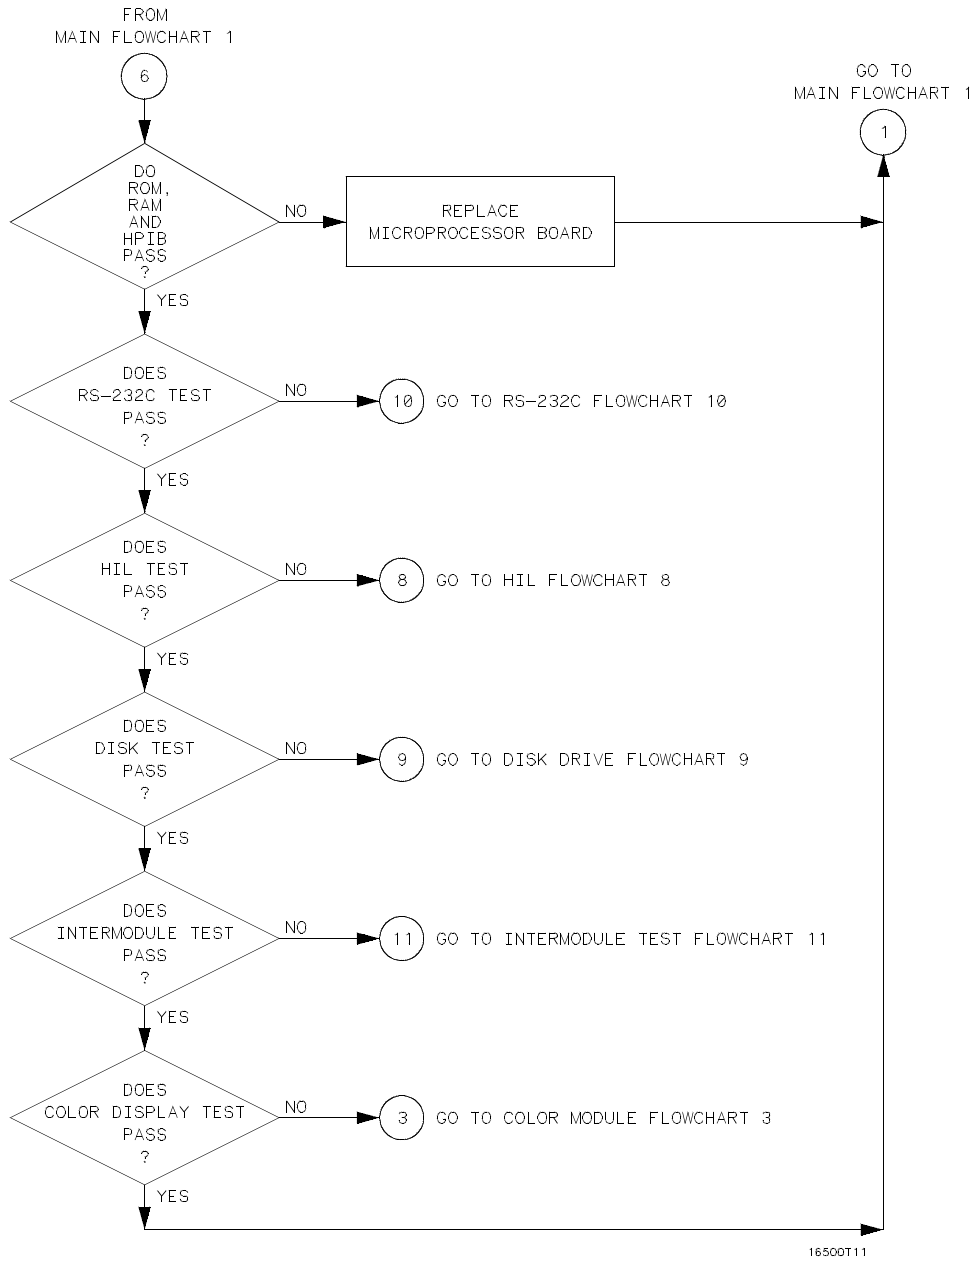 FROM
MAIN FLOWCHART 1
6
GO TO
MAIN FLOWCHART 1
1
DO
ROM,
RAM
AND
HPIB
PASS
?
NO
REPLACE
MICROPROCESSOR BOARD
YES
DOES
RS-232C TEST
PASS
?
NO
10 GO TO RS-232C FLOWCHART 10
YES
DOES
HIL TEST
PASS
?
NO
8 GO TO HIL FLOWCHART 8
YES
DOES
DISK TEST
PASS
?
NO
9 GO TO DISK DRIVE FLOWCHART 9
YES
DOES
INTERMODULE TEST
PASS
?
NO
11 GO TO INTERMODULE TEST FLOWCHART 11
YES
DOES
COLOR DISPLAY TEST
PASS
?
NO
3 GO TO COLOR MODULE FLOWCHART 3
YES
16500T11